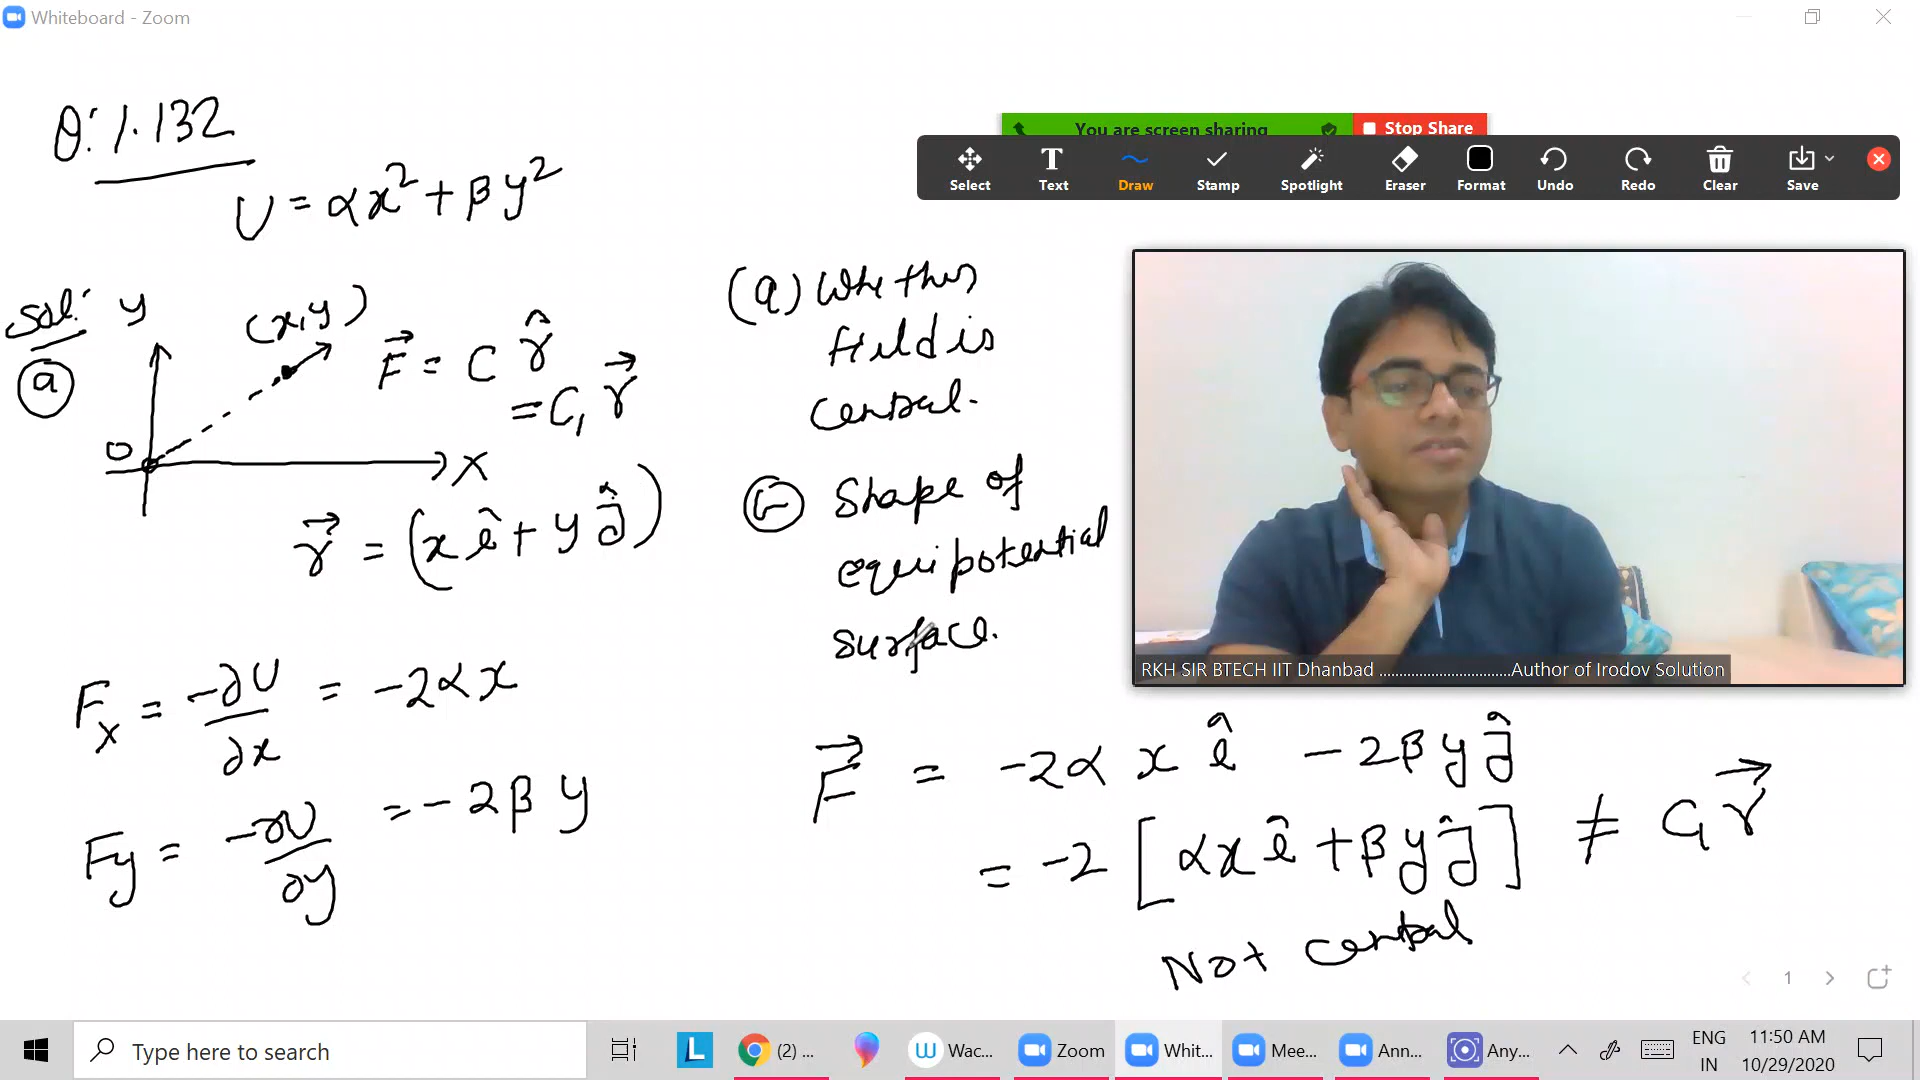 Whiteboard - Zoom
Q: 1.132
U = αx² + βy²
You are screen sharing
Stop Share
Select Text Draw Stamp Spotlight Eraser Format Undo Redo Clear Save
Sol:
(a)
y
(x,y)
F⃗ = C r̂
= C₁ r⃗
O
X
r⃗ = (x î + y ĵ)
(a) Whether
field is
central.
Shape of
equipotential
surface.
RKH SIR BTECH IIT Dhanbad .................................Author of Irodov Solution
Fx = -∂U/∂x = -2αx
Fy = -∂U/∂y = -2βy
F⃗ = -2α x î - 2βy ĵ
= -2 [αx î + βy ĵ] ≠ C₁ r⃗
Not central
1
Type here to search
L
(2) ...
Wac...
Zoom
Whit...
Mee...
Ann...
Any...
ENG
IN
11:50 AM
10/29/2020